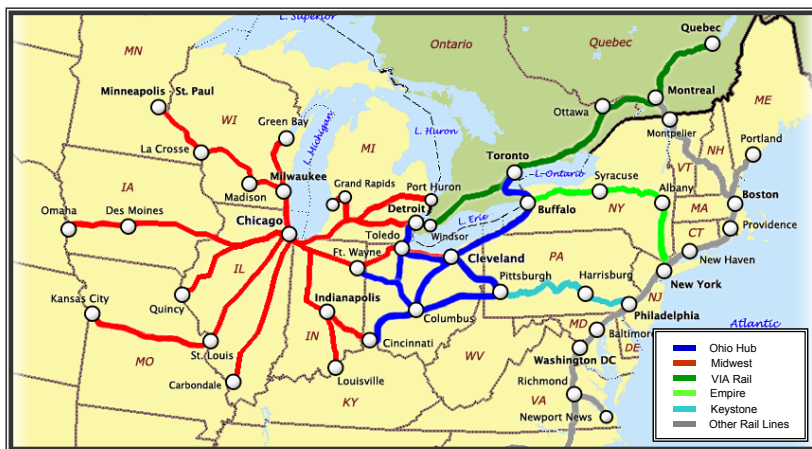 L. Superior
Quebec
MN
Ontario
Quebec
Montreal
ME
Minneapolis - St. Paul
Ottawa
WI
Green Bay
L. Michigan
L. Huron
Montpelier
NH
Portland
La Crosse
MI
Toronto
VT
L. Ontario
Syracuse
Albany
Milwaukee
Madison
Grand Rapids
Port Huron
IA
Boston
MA
Omaha
Des Moines
Chicago
Detroit
L. Erie
Buffalo
NY
Toledo
Windsor
CT
Providence
Ft. Wayne
Cleveland
PA
New Haven
IL
Pittsburgh
Harrisburg
New York
Kansas City
Quincy
Indianapolis
Columbus
NJ
Philadelphia
MO
St. Louis
IN
Cincinnati
MD
Baltimore
Atlantic
DE
WV
Washington DC
Carbondale
Louisville
KY
Richmond
VA
Newport News
Ohio Hub
Midwest
VIA Rail
Empire
Keystone
Other Rail Lines